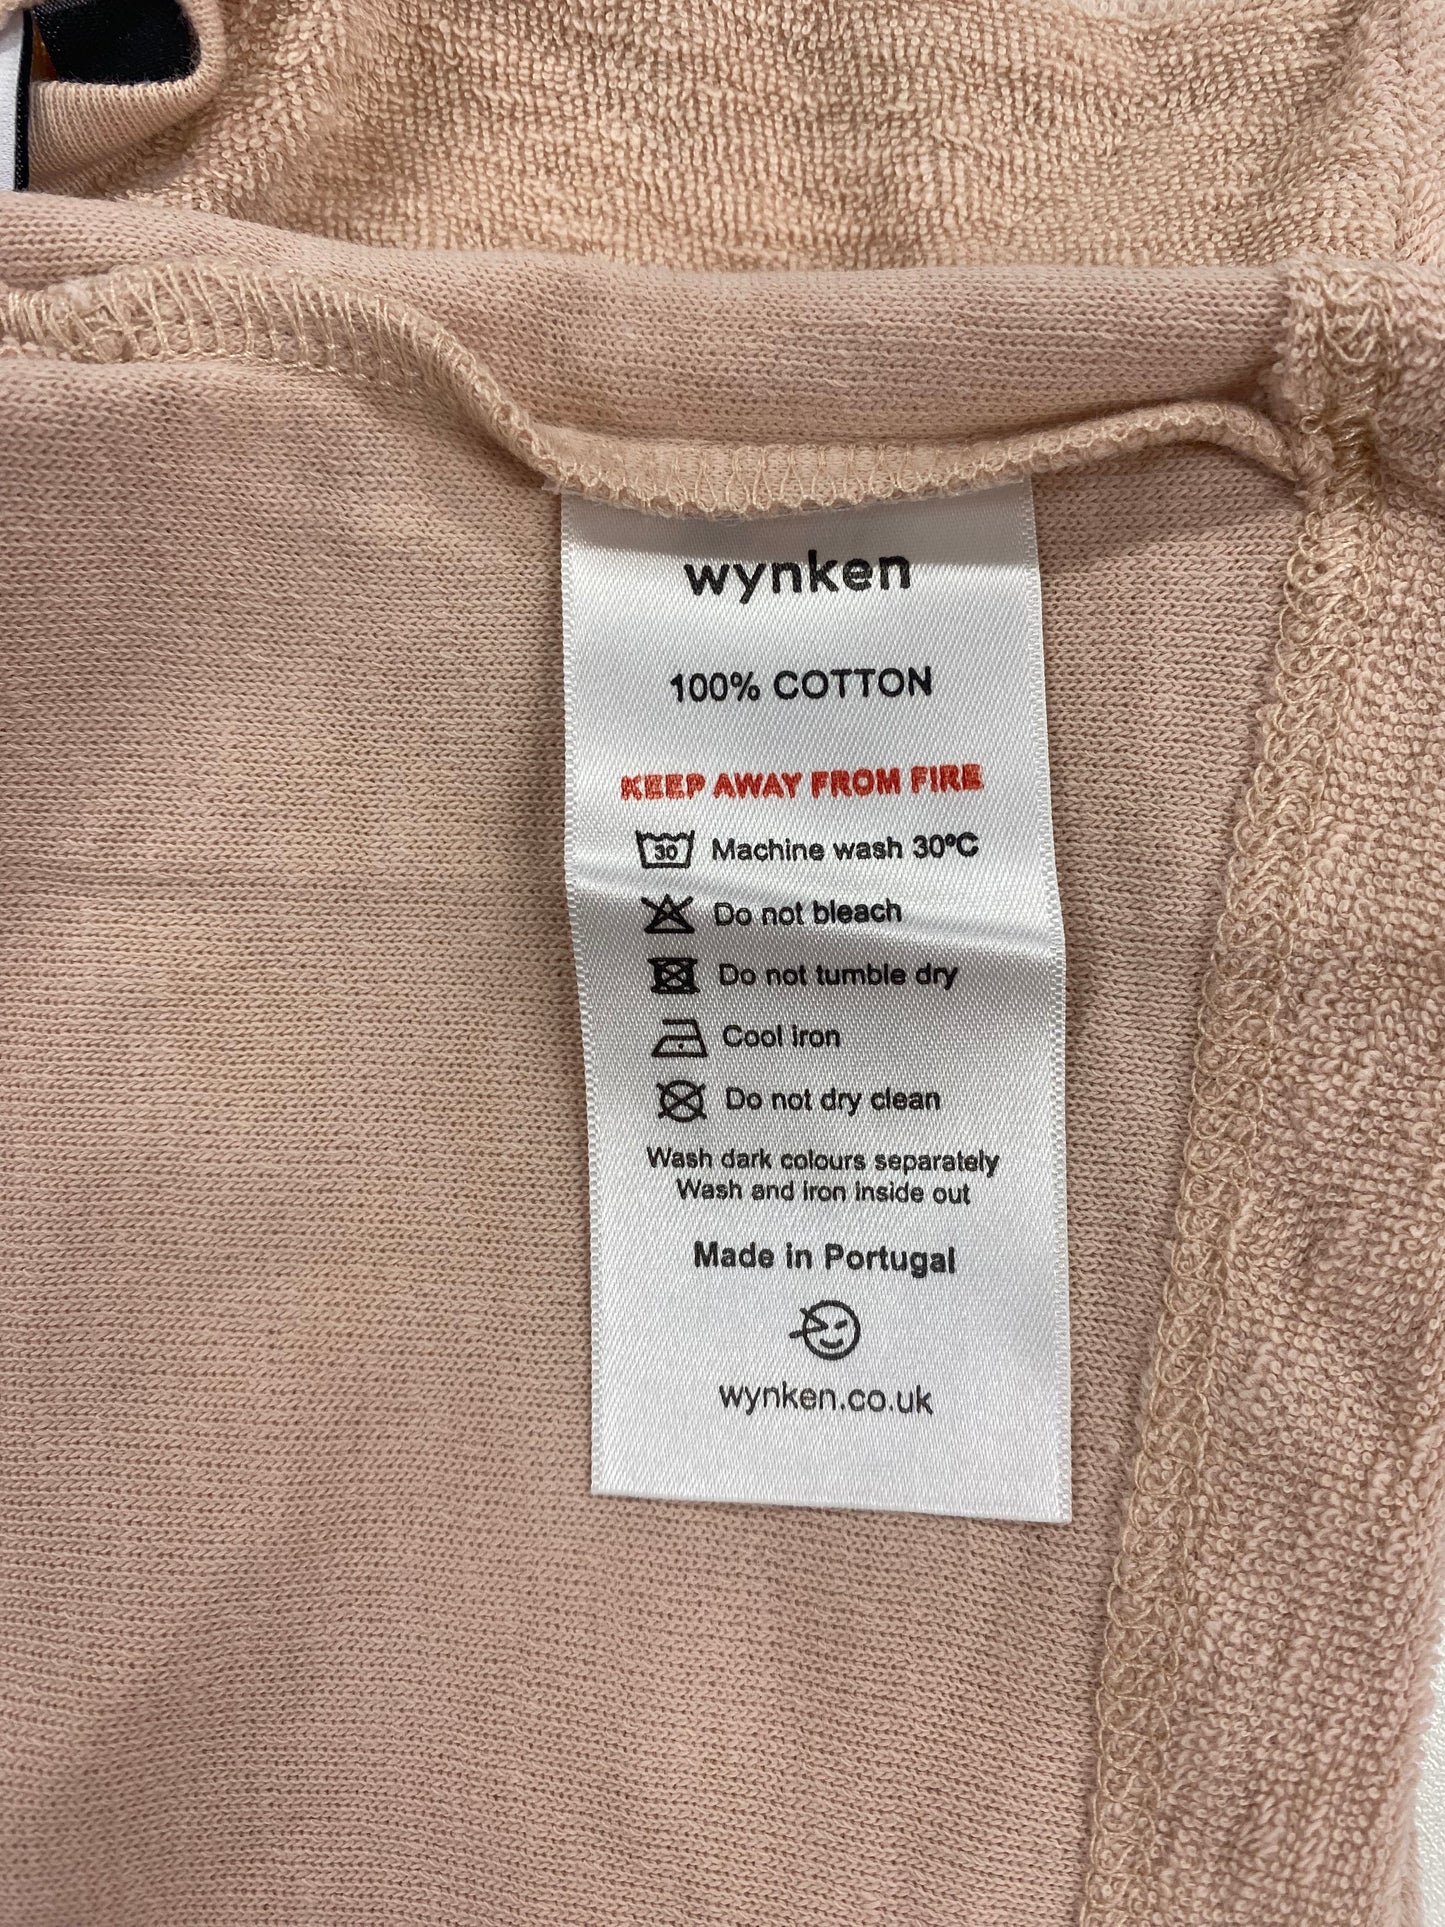 wynken
100% COTTON
KEEP AWAY FROM FIRE
30 Machine wash 30ºC
Do not bleach
Do not tumble dry
Cool iron
Do not dry clean
Wash dark colours separately
Wash and iron inside out
Made in Portugal
wynken.co.uk